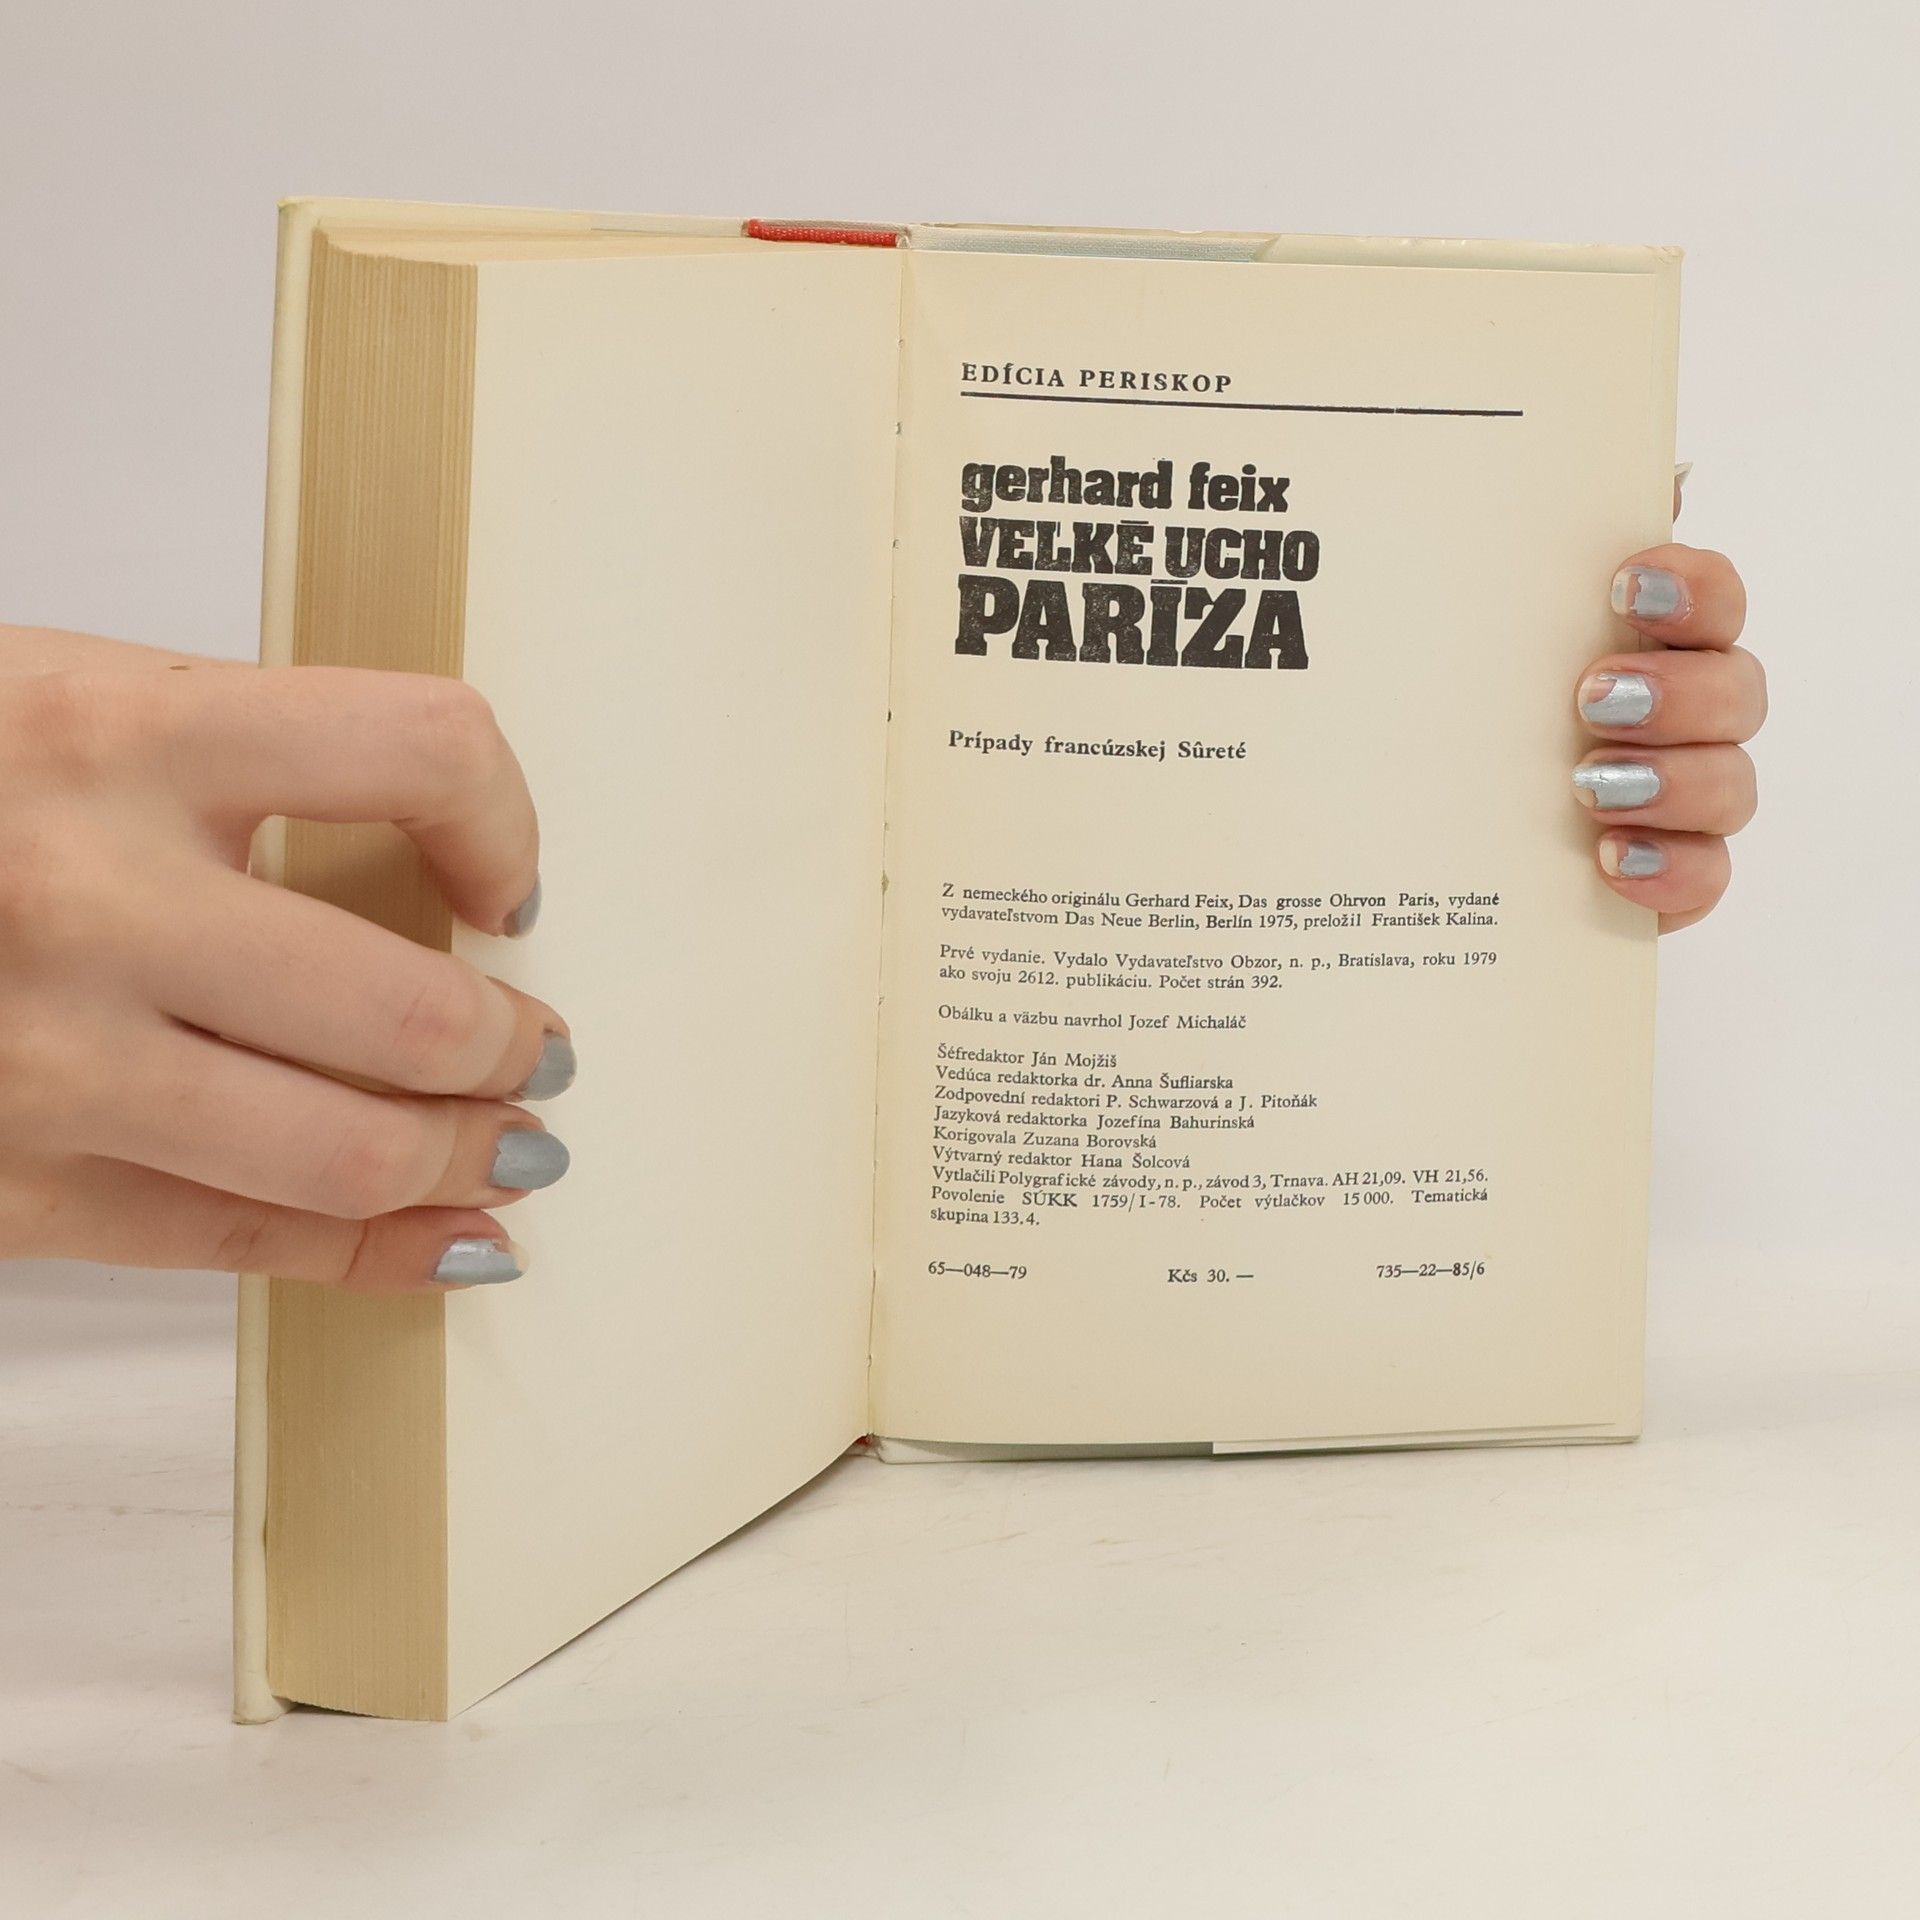 EDÍCIA PERISKOP
gerhard feix
VEĽKÉ UCHO
PARÍŽA
Prípady francúzskej Sûreté
Z nemeckého originálu Gerhard Feix, Das grosse Ohrvon Paris, vydané
vydavateľstvom Das Neue Berlin, Berlín 1975, preložil František Kalina.
Prvé vydanie. Vydalo Vydavateľstvo Obzor, n. p., Bratislava, roku 1979
ako svoju 2612. publikáciu. Počet strán 392.
Obálku a väzbu navrhol Jozef Michaláč
Šéfredaktor Ján Mojžiš
Vedúca redaktorka dr. Anna Šufliarska
Zodpovední redaktori P. Schwarzová a J. Pitoňák
Jazyková redaktorka Jozefína Bahurinská
Korigovala Zuzana Borovská
Výtvarný redaktor Hana Šolcová
Vytlačili Polygrafické závody, n. p., závod 3, Trnava. AH 21,09. VH 21,56.
Povolenie SÚKK 1759/I-78. Počet výtlačkov 15 000. Tematická
skupina 133.4.
65—048—79 Kčs 30.— 735—22—85/6